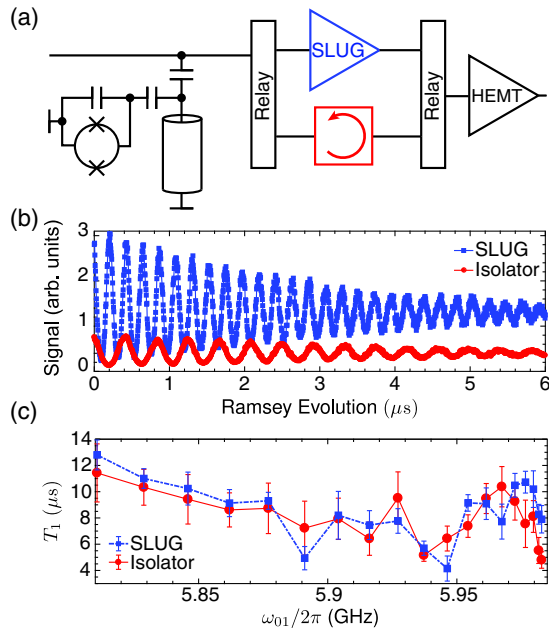 (a)
SLUG
Relay
Relay
HEMT
(b)
Signal (arb. units)
3
2
1
0
SLUG
Isolator
0 1 2 3 4 5 6
Ramsey Evolution (μs)
(c)
T₁ (μs)
14
12
10
8
6
4
SLUG
Isolator
5.85 5.90 5.95
ω₀₁/2π (GHz)